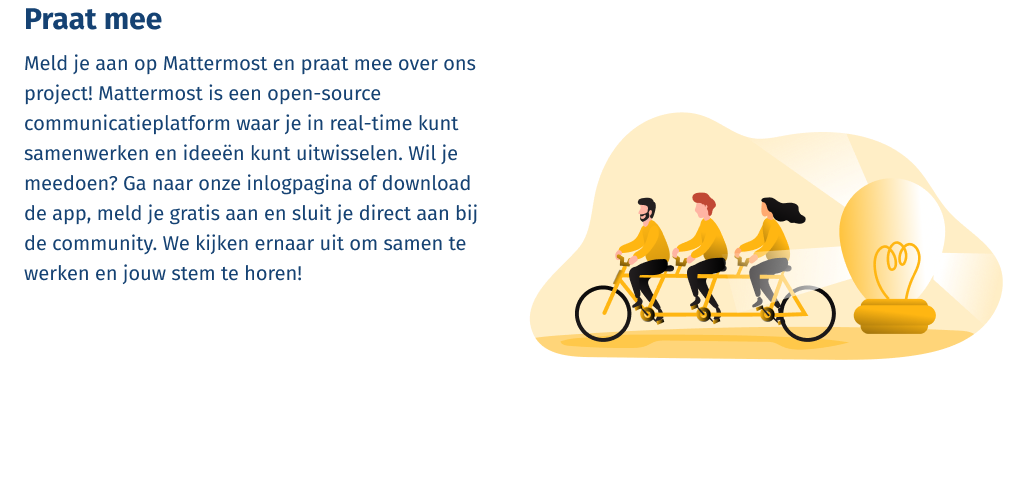 Praat mee
Meld je aan op Mattermost en praat mee over ons
project! Mattermost is een open-source
communicatieplatform waar je in real-time kunt
samenwerken en ideeën kunt uitwisselen. Wil je
meedoen? Ga naar onze inlogpagina of download
de app, meld je gratis aan en sluit je direct aan bij
de community. We kijken ernaar uit om samen te
werken en jouw stem te horen!